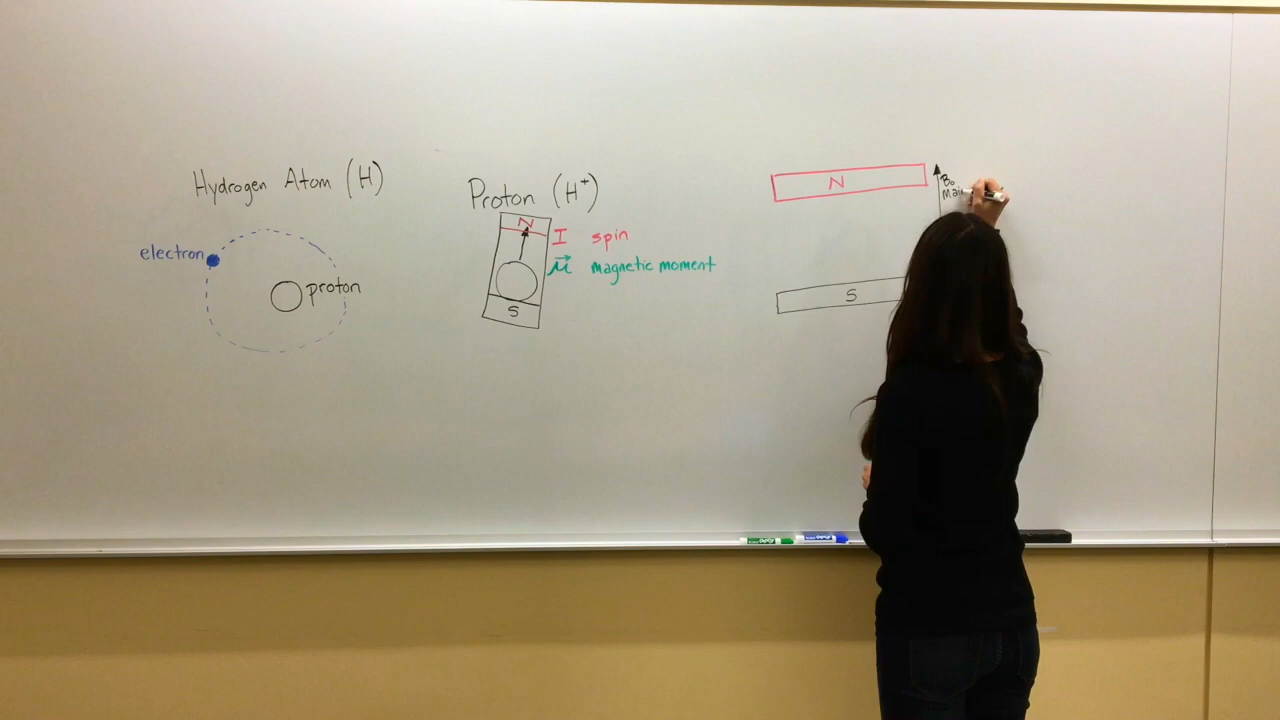 Hydrogen Atom (H)
electron
proton
Proton (H⁺)
N
I spin
μ⃗ magnetic moment
S
N
B₀
S